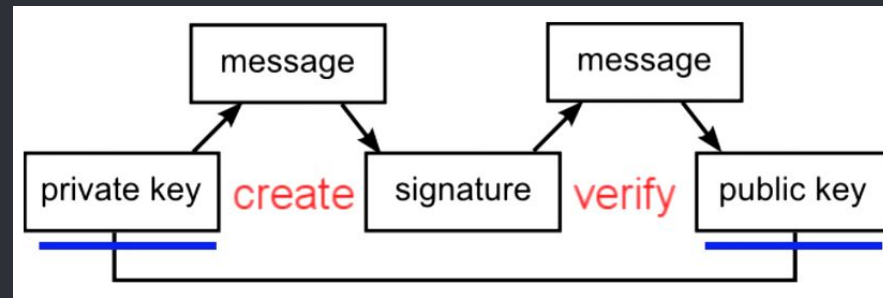 message
message
private key
create
signature
verify
public key